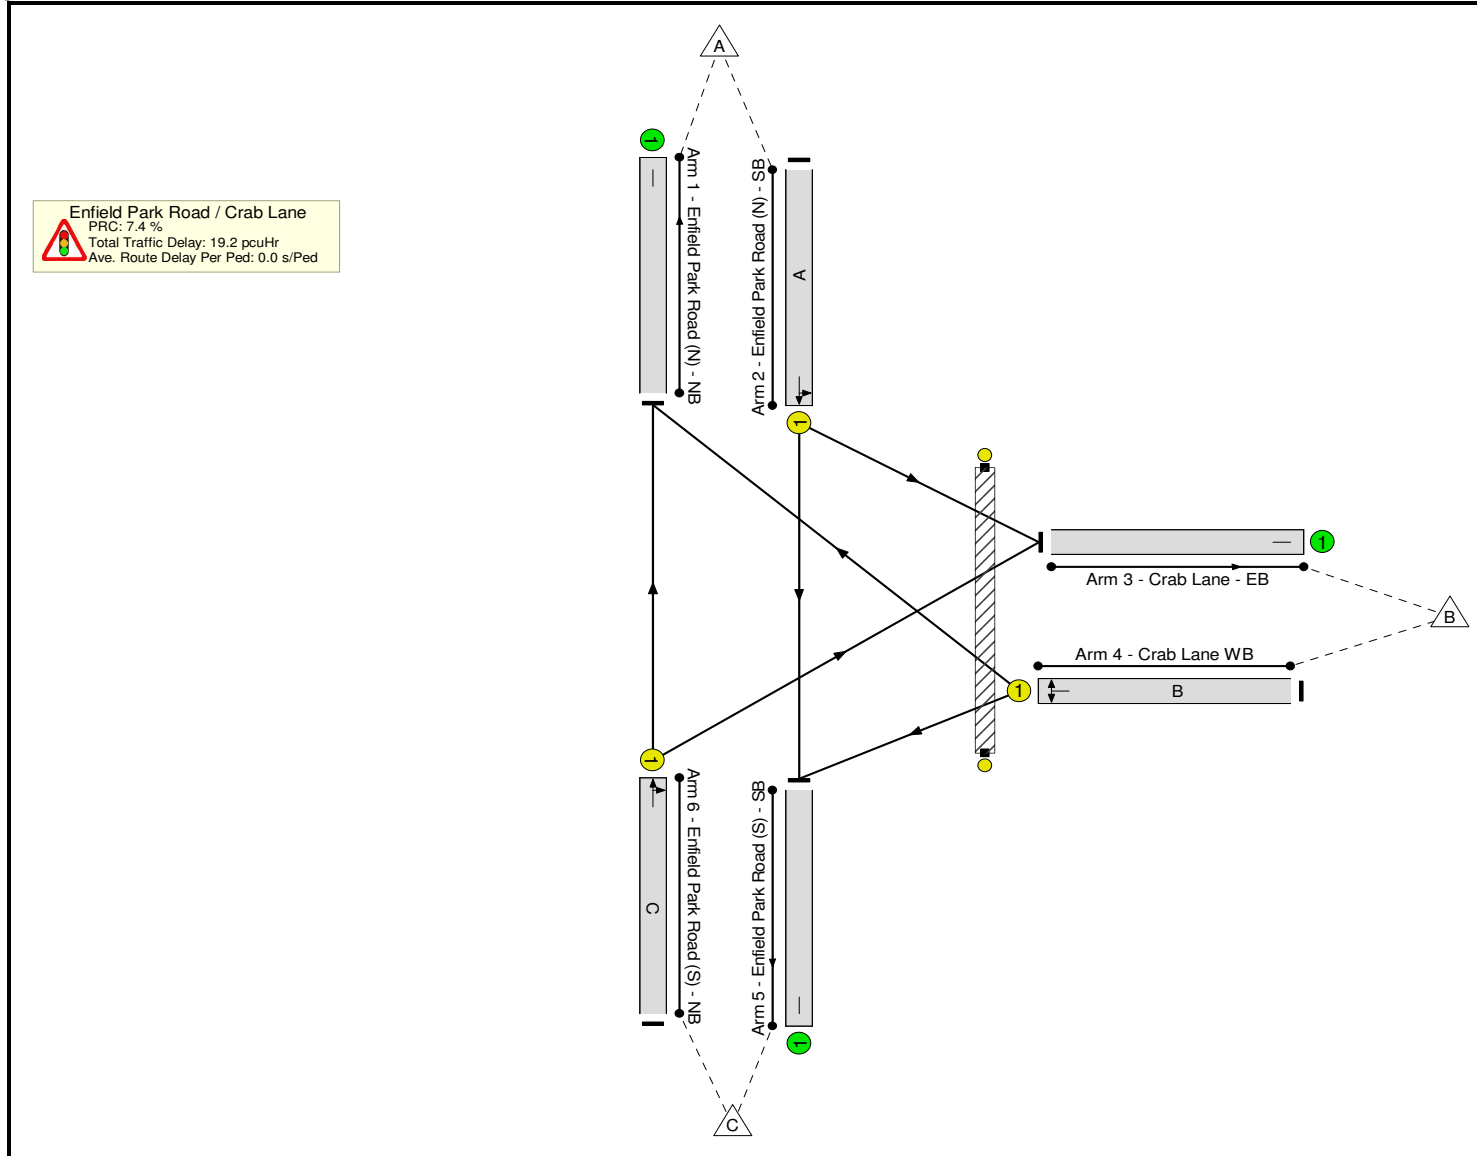 A
1
Arm 1 - Enfield Park Road (N) - NB
Arm 2 - Enfield Park Road (N) - SB
A
1
Enfield Park Road / Crab Lane
PRC: 7.4 %
Total Traffic Delay: 19.2 pcuHr
Ave. Route Delay Per Ped: 0.0 s/Ped
1
Arm 3 - Crab Lane - EB
B
Arm 4 - Crab Lane WB
1
B
1
Arm 6 - Enfield Park Road (S) - NB
C
Arm 5 - Enfield Park Road (S) - SB
1
C